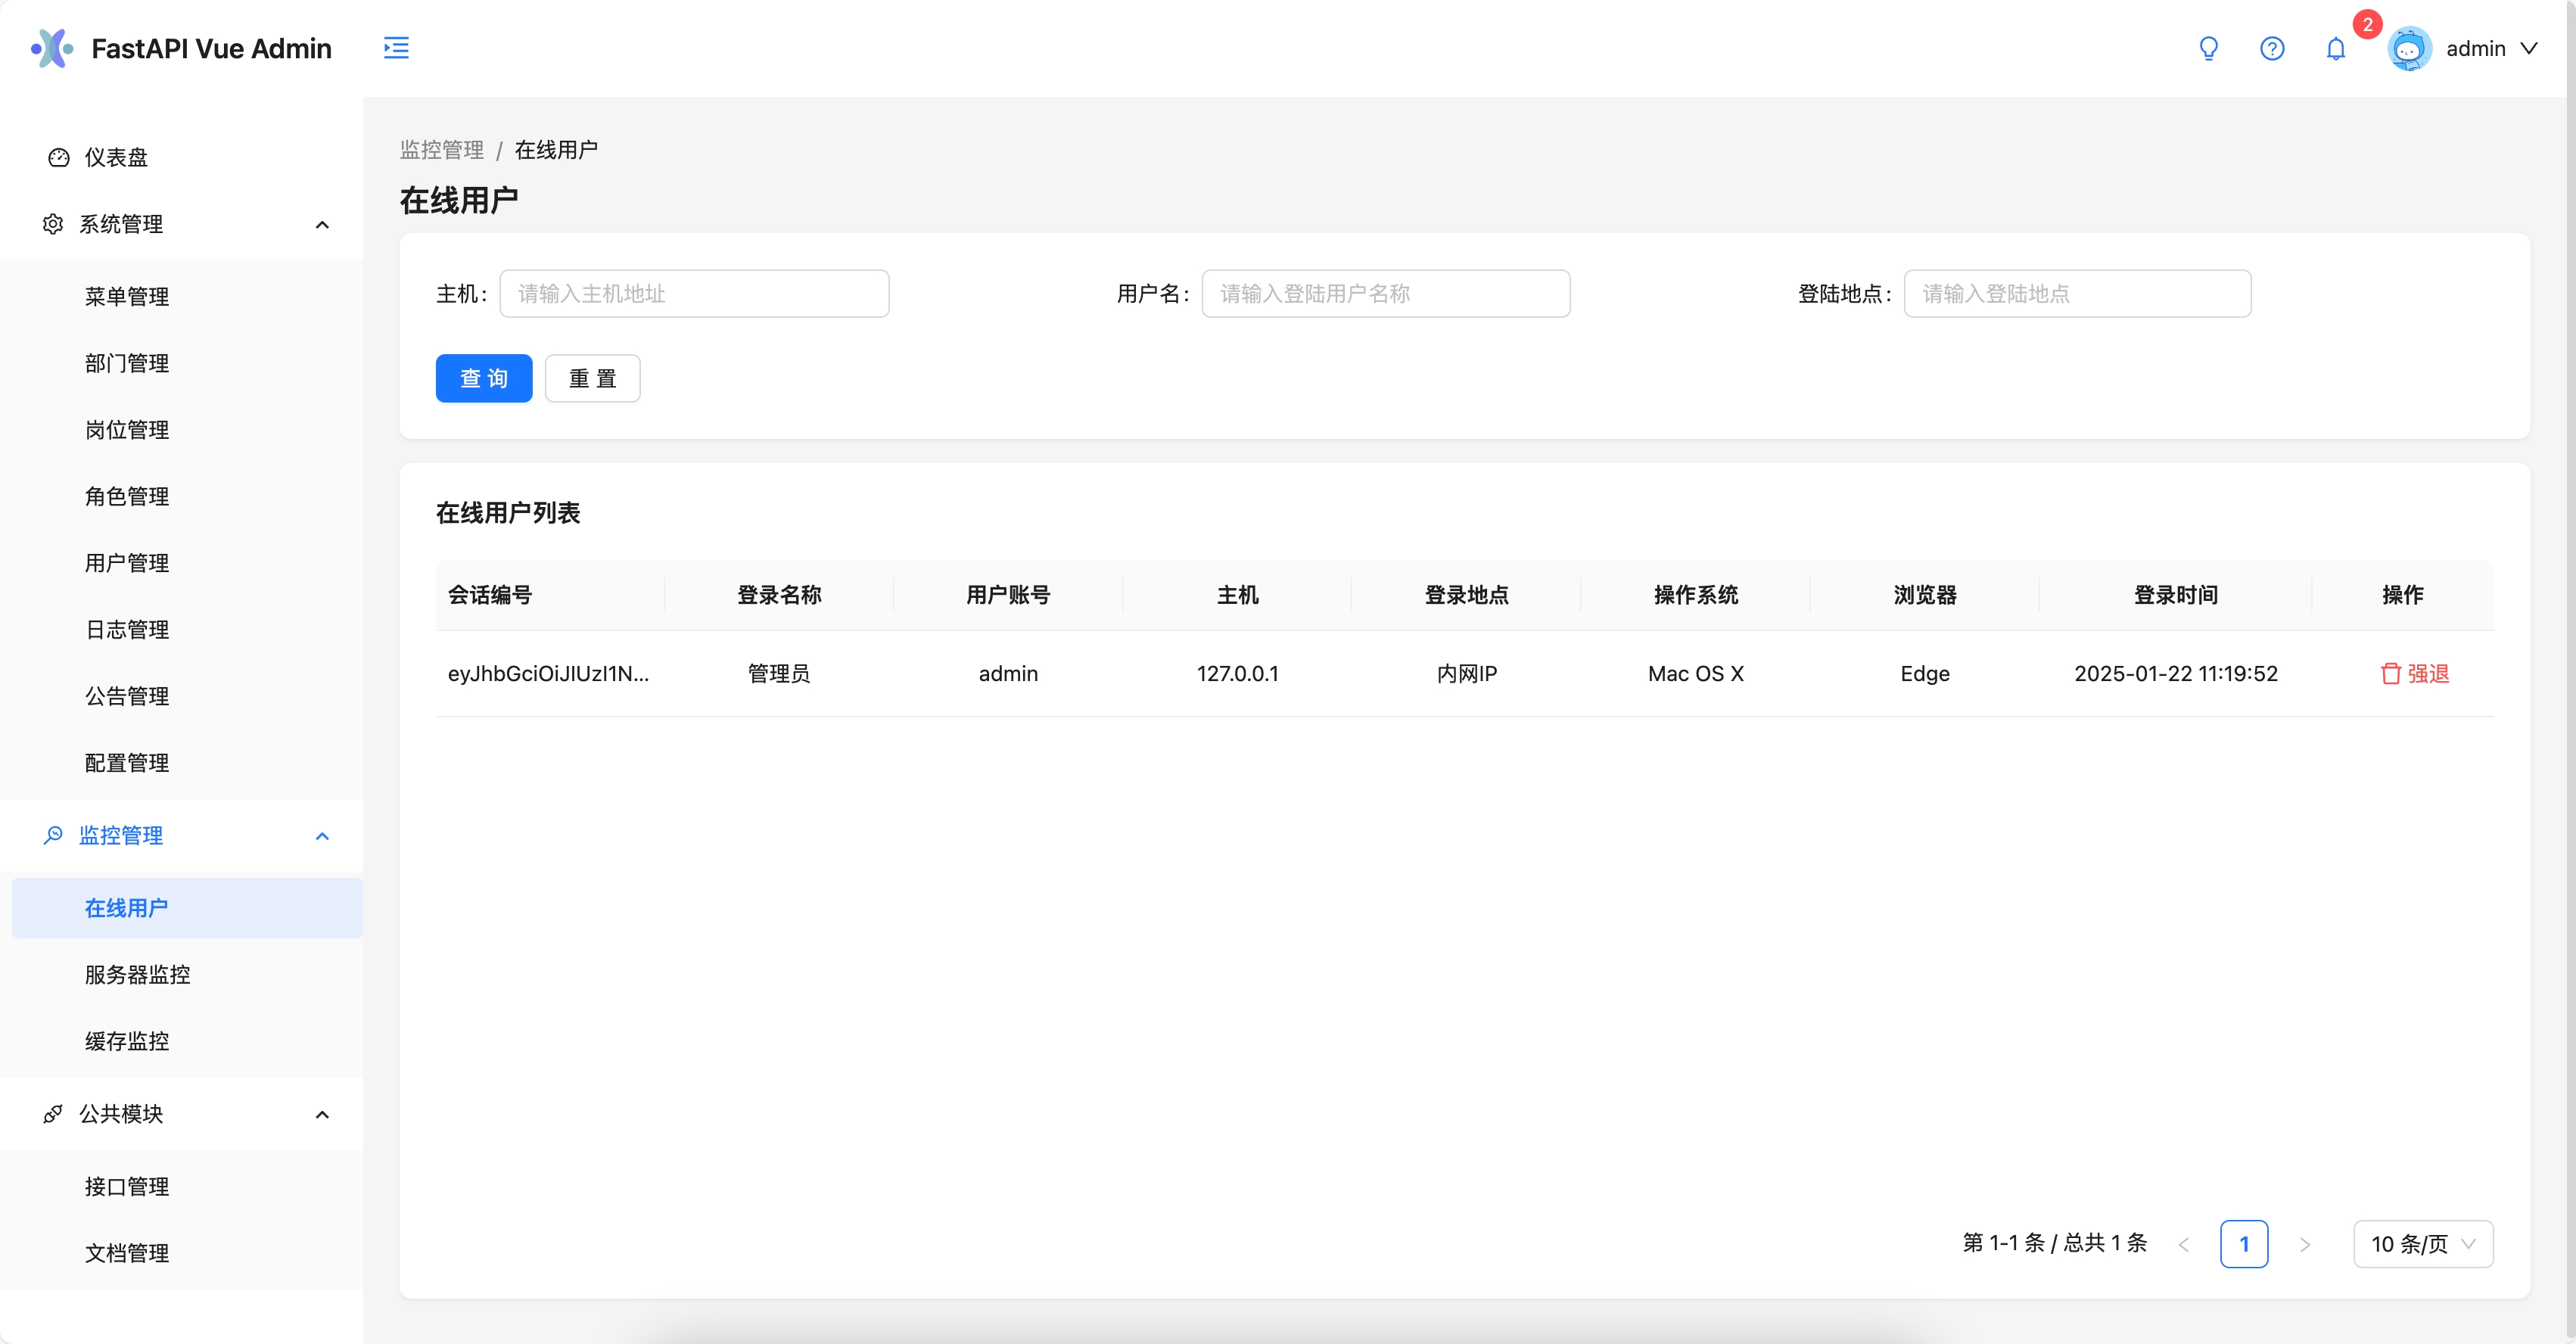 FastAPI Vue Admin
2
admin
仪表盘
系统管理
菜单管理
部门管理
岗位管理
角色管理
用户管理
日志管理
公告管理
配置管理
监控管理
在线用户
服务器监控
缓存监控
公共模块
接口管理
文档管理
监控管理 / 在线用户
在线用户
主机: 请输入主机地址 用户名: 请输入登陆用户名称 登陆地点: 请输入登陆地点
查 询 重 置
在线用户列表
会话编号 登录名称 用户账号 主机 登录地点 操作系统 浏览器 登录时间 操作
eyJhbGciOiJIUzI1N... 管理员 admin 127.0.0.1 内网IP Mac OS X Edge 2025-01-22 11:19:52 强退
第 1-1 条 / 总共 1 条 < 1 > 10 条/页